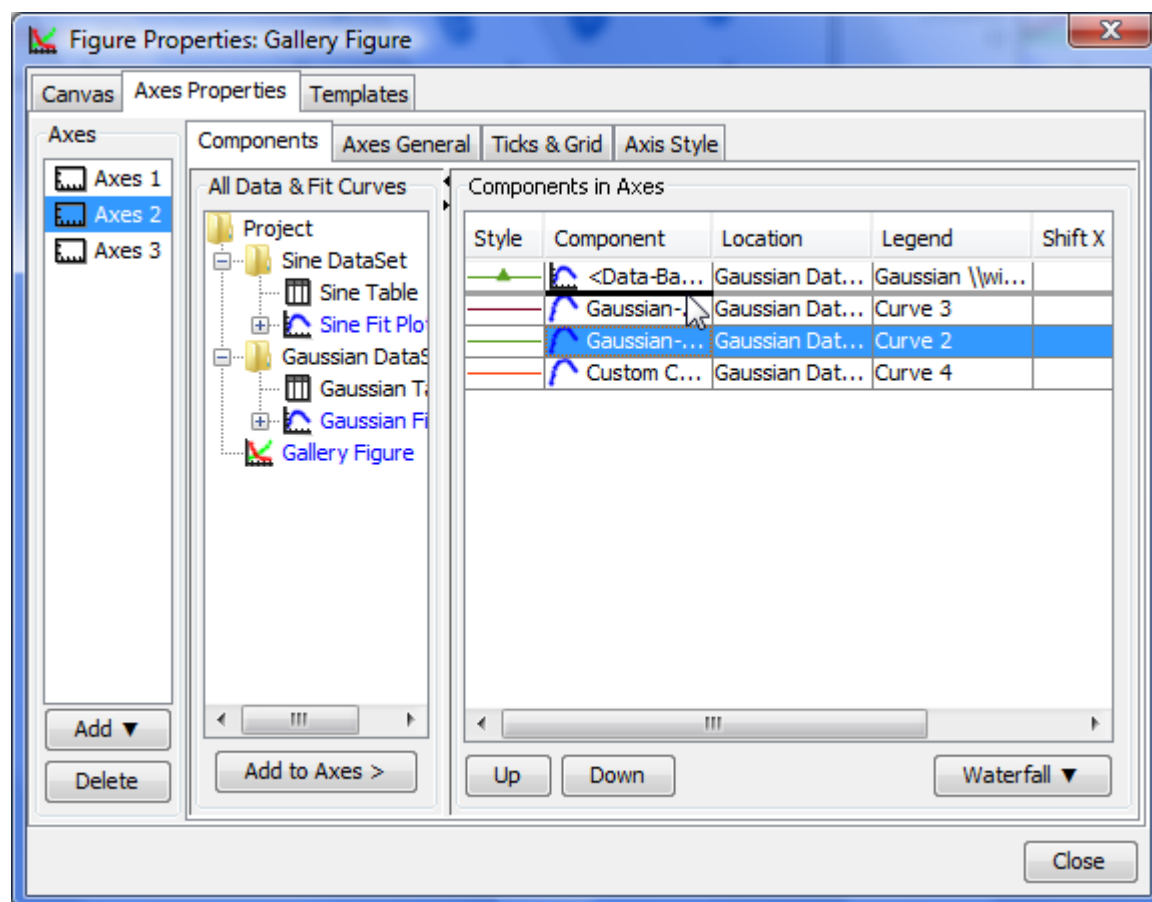 Figure Properties: Gallery Figure
Canvas Axes Properties Templates
Axes
Axes 1
Axes 2
Axes 3
Add ▼
Delete
Components Axes General Ticks & Grid Axis Style
All Data & Fit Curves
Project
Sine DataSet
Sine Table
Sine Fit Plo
Gaussian DataS
Gaussian Ta
Gaussian Fi
Gallery Figure
Add to Axes >
Components in Axes
Style Component Location Legend Shift X
<Data-Ba... Gaussian Dat... Gaussian \\wi...
Gaussian-. Gaussian Dat... Curve 3
Gaussian-... Gaussian Dat... Curve 2
Custom C... Gaussian Dat... Curve 4
Up Down Waterfall ▼
Close